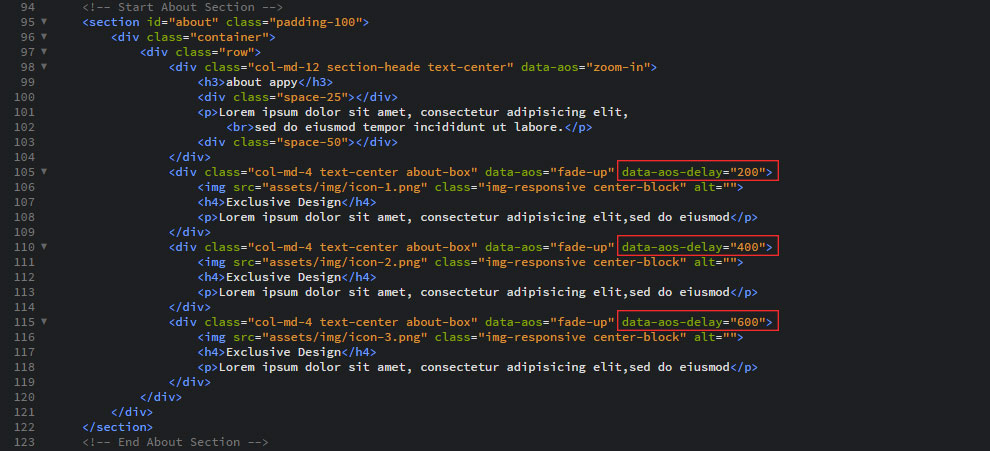 94 <!-- Start About Section -->
95 <section id="about" class="padding-100">
96 <div class="container">
97 <div class="row">
98 <div class="col-md-12 section-heade text-center" data-aos="zoom-in">
99 <h3>about appy</h3>
100 <div class="space-25"></div>
101 <p>Lorem ipsum dolor sit amet, consectetur adipisicing elit,
102 <br>sed do eiusmod tempor incididunt ut labore.</p>
103 <div class="space-50"></div>
104 </div>
105 <div class="col-md-4 text-center about-box" data-aos="fade-up" data-aos-delay="200">
106 <img src="assets/img/icon-1.png" class="img-responsive center-block" alt="">
107 <h4>Exclusive Design</h4>
108 <p>Lorem ipsum dolor sit amet, consectetur adipisicing elit,sed do eiusmod</p>
109 </div>
110 <div class="col-md-4 text-center about-box" data-aos="fade-up" data-aos-delay="400">
111 <img src="assets/img/icon-2.png" class="img-responsive center-block" alt="">
112 <h4>Exclusive Design</h4>
113 <p>Lorem ipsum dolor sit amet, consectetur adipisicing elit,sed do eiusmod</p>
114 </div>
115 <div class="col-md-4 text-center about-box" data-aos="fade-up" data-aos-delay="600">
116 <img src="assets/img/icon-3.png" class="img-responsive center-block" alt="">
117 <h4>Exclusive Design</h4>
118 <p>Lorem ipsum dolor sit amet, consectetur adipisicing elit,sed do eiusmod</p>
119 </div>
120 </div>
121 </div>
122 </section>
123 <!-- End About Section -->